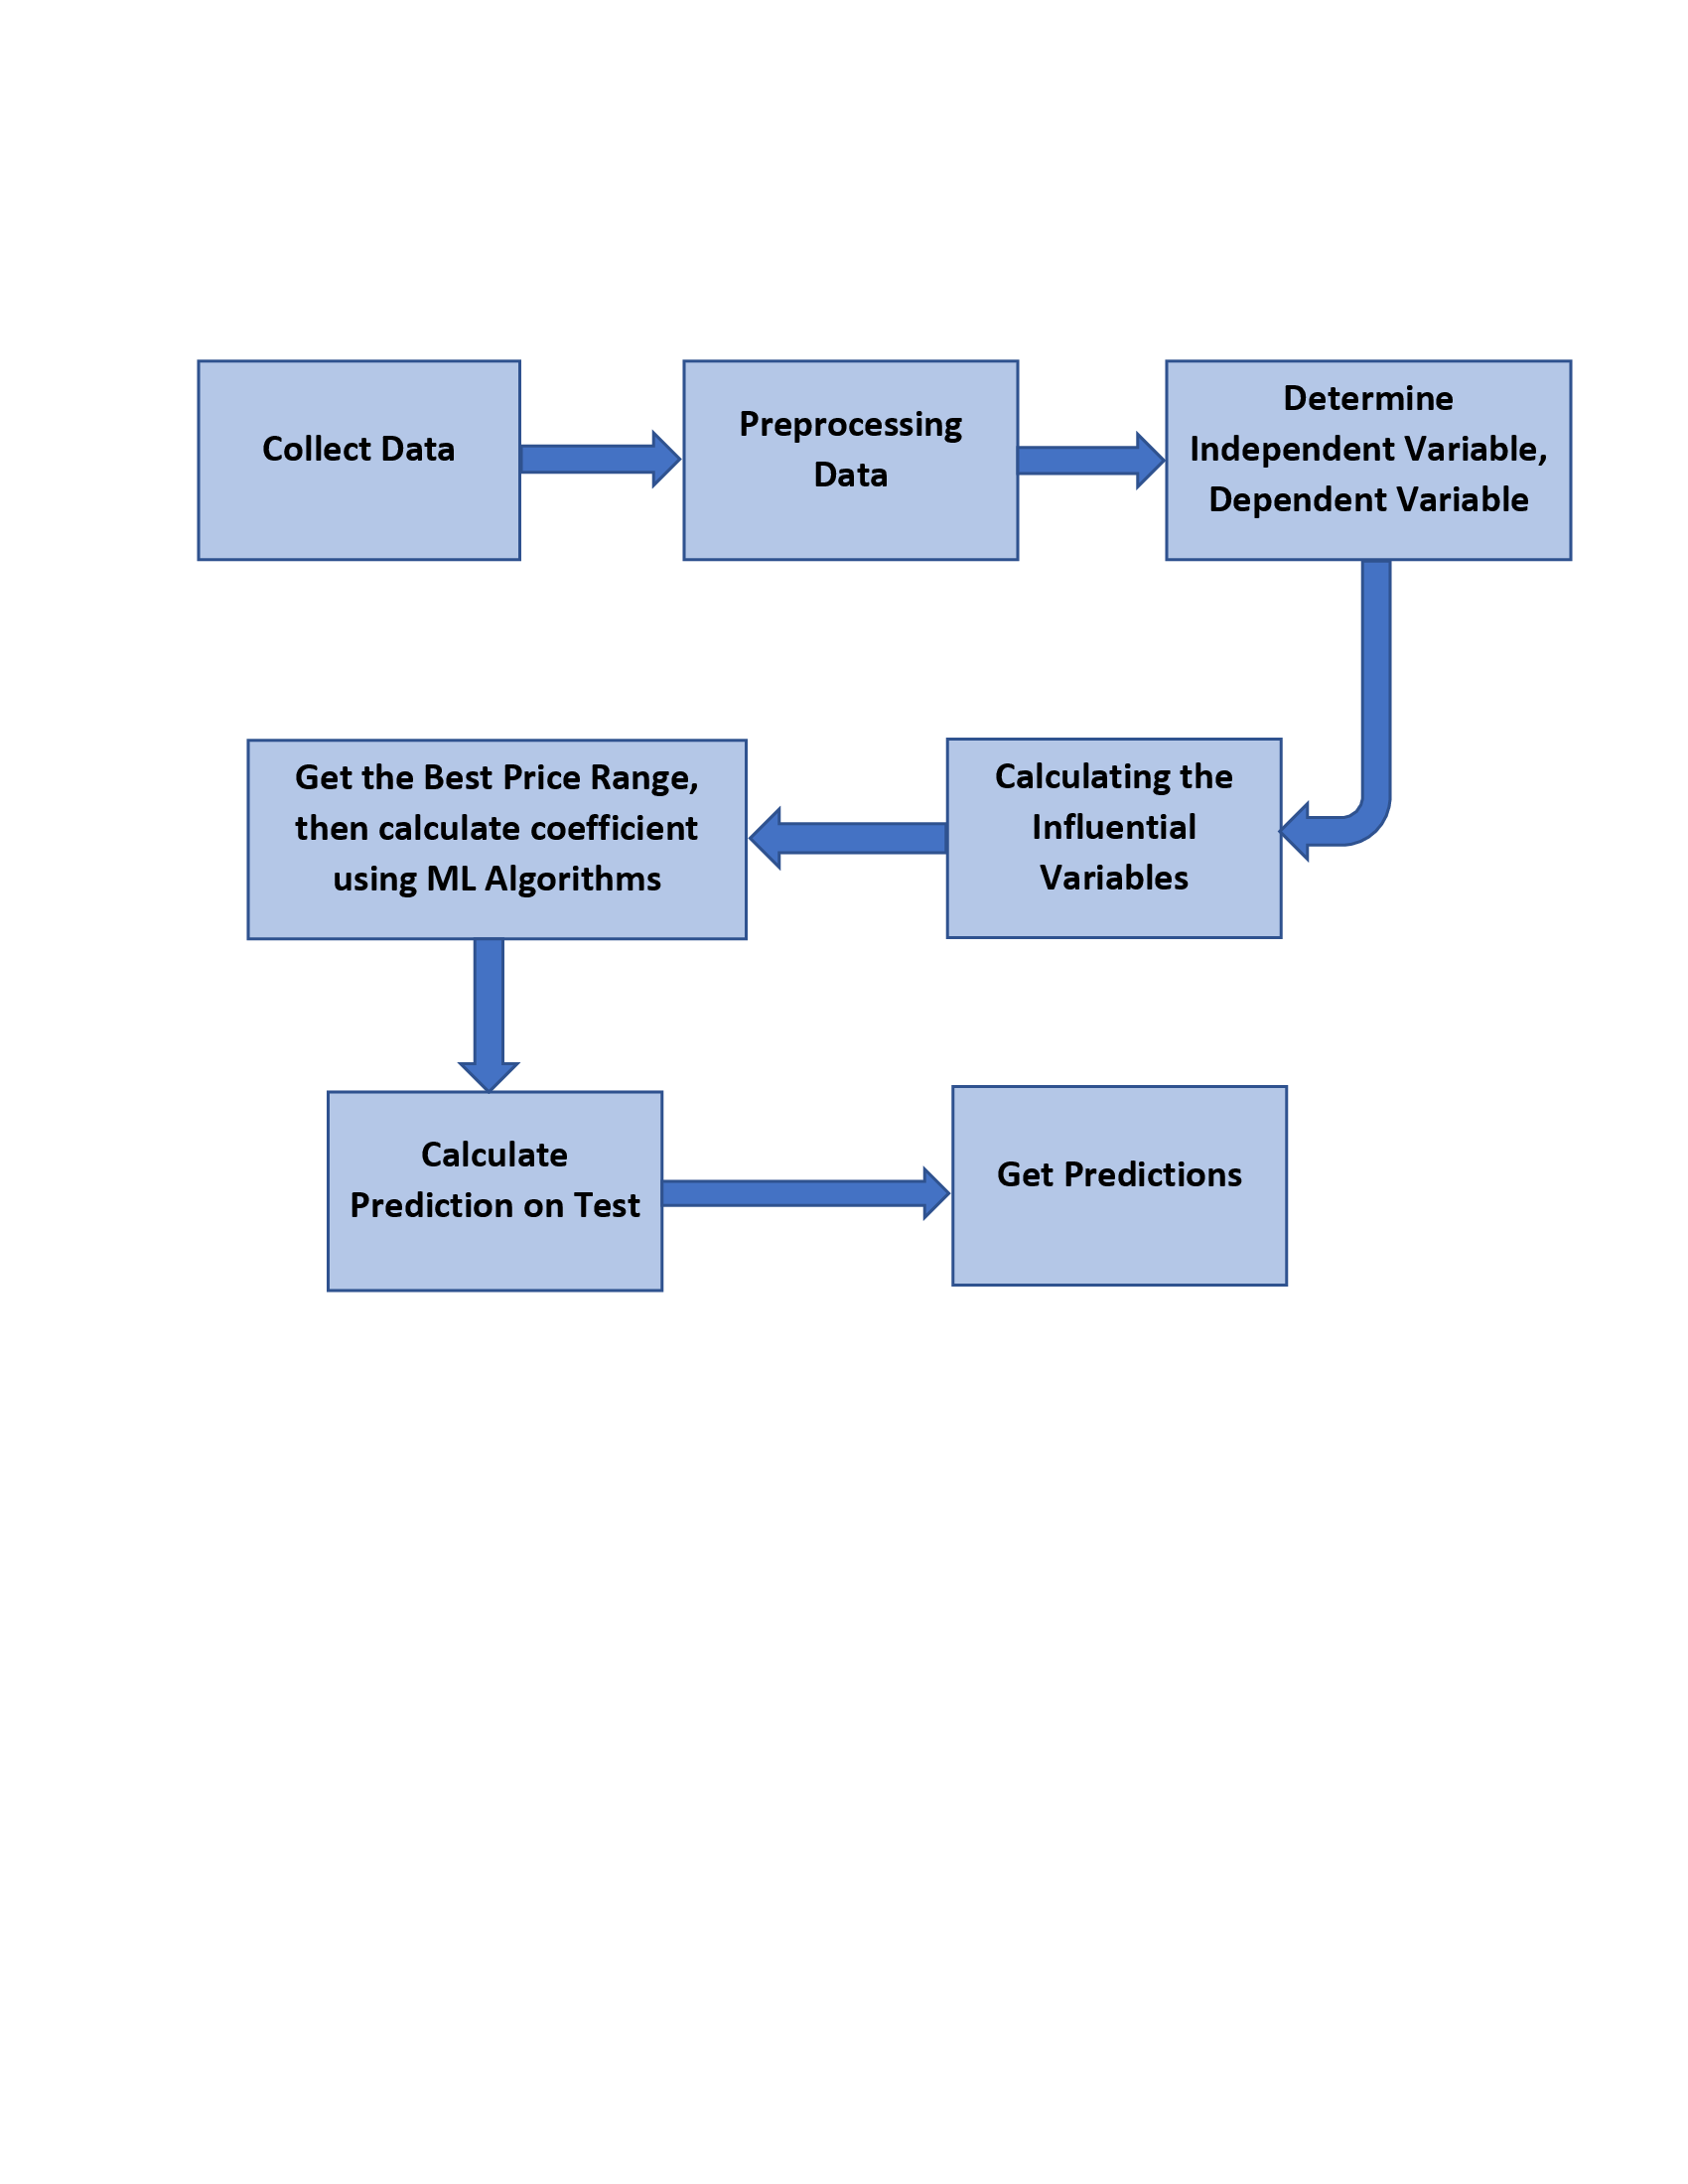 Collect Data
Preprocessing
Data
Determine
Independent Variable,
Dependent Variable
Calculating the
Influential
Variables
Get the Best Price Range,
then calculate coefficient
using ML Algorithms
Calculate
Prediction on Test
Get Predictions